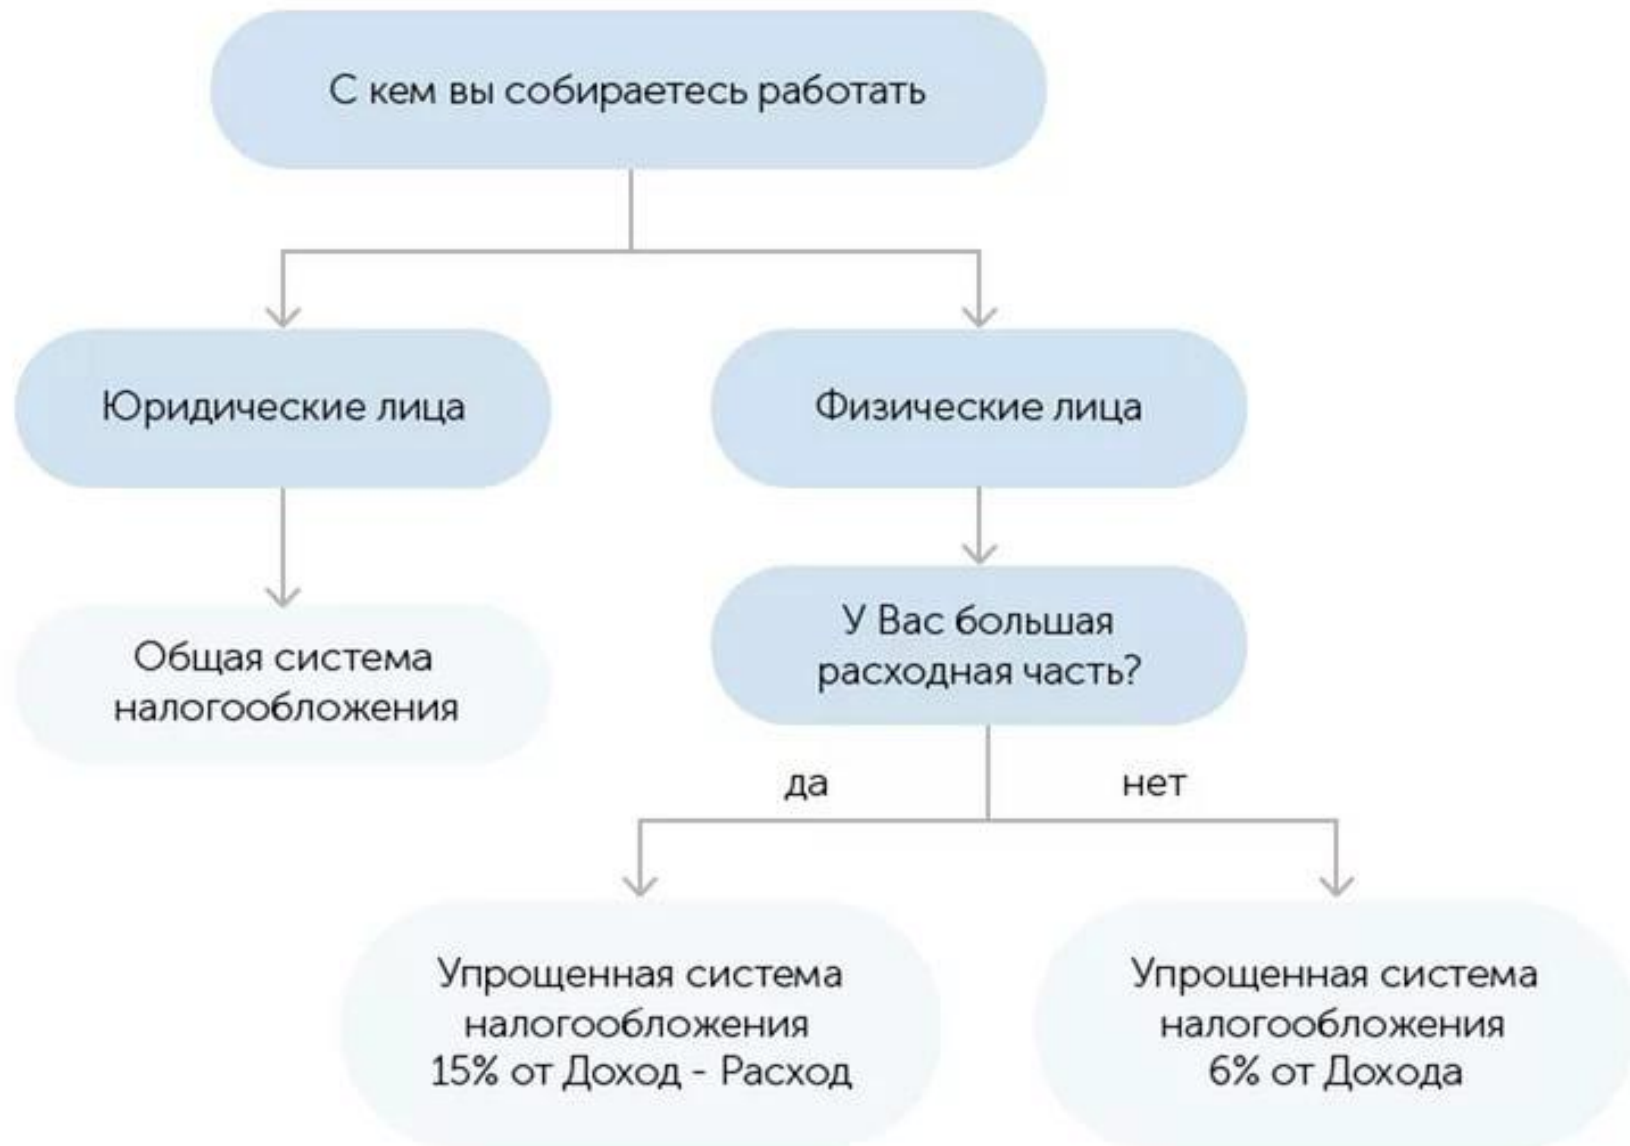 С кем вы собираетесь работать
Юридические лица
Физические лица
Общая система
налогообложения
У Вас большая
расходная часть?
да
нет
Упрощенная система
налогообложения
15% от Доход - Расход
Упрощенная система
налогообложения
6% от Дохода